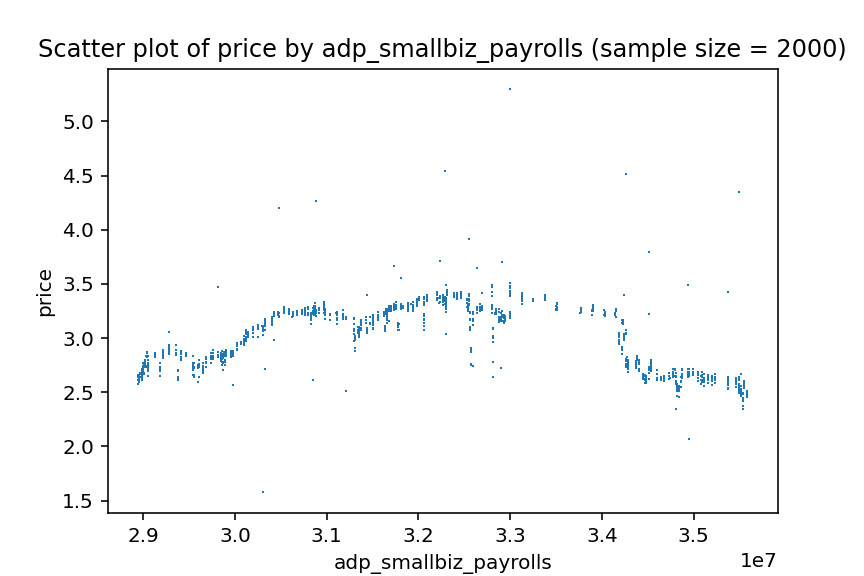 Scatter plot of price by adp_smallbiz_payrolls (sample size = 2000)
price
5.0
4.5
4.0
3.5
3.0
2.5
2.0
1.5
2.9 3.0 3.1 3.2 3.3 3.4 3.5
1e7
adp_smallbiz_payrolls